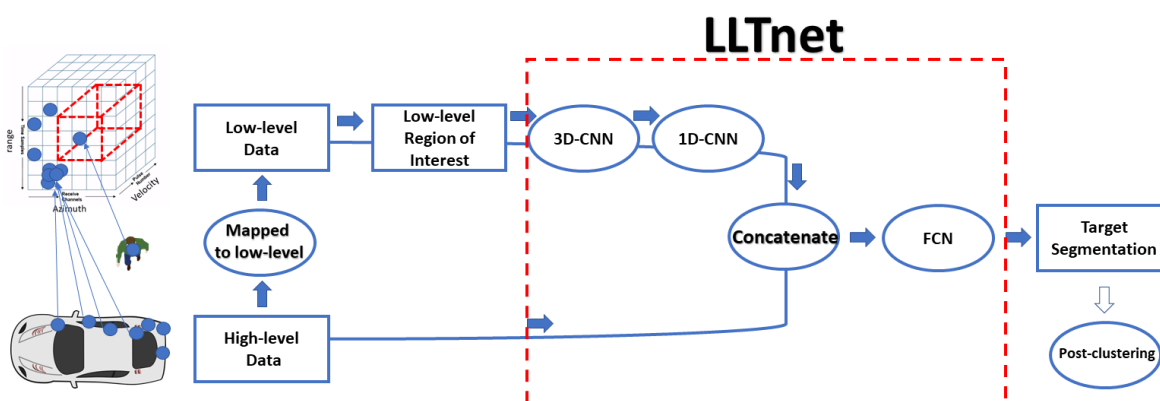 LLTnet
range
Time Samples
Receive
Channels
Azimuth
Pulse
Number
Velocity
Low-level
Data
Low-level
Region of
Interest
3D-CNN
1D-CNN
Mapped
to low-level
Concatenate
FCN
Target
Segmentation
High-level
Data
Post-clustering